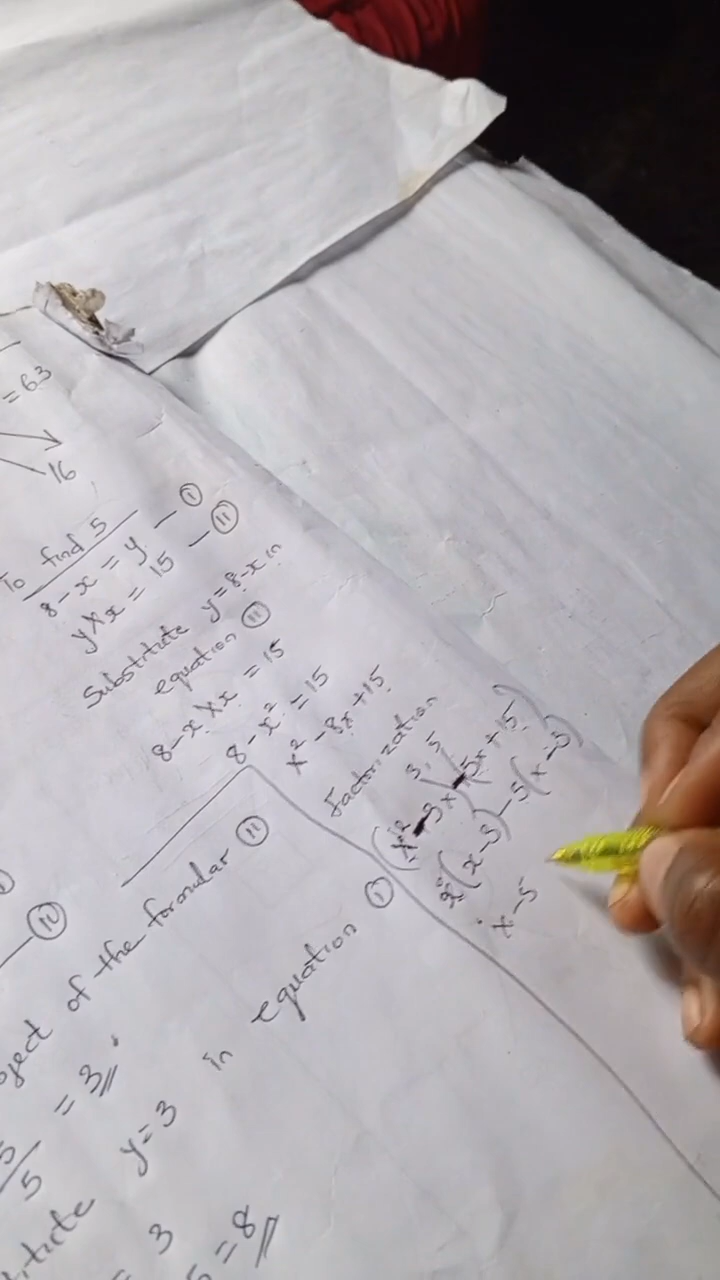 = 63
16
To find 5
8 - x = y — (i)
y × x = 15 — (ii)
Substitute y = 8 - x in
equation (ii)
8 - x × x = 15
8 - x² = 15
x² - 8x + 15
Factorization
3, 5
(x² - 3x) - (5x + 15)
x(x - 3) - 5(x - 3)
x - 5
of the formular (ii)
= 3
y = 3 in equation (i)
3
5 = 8